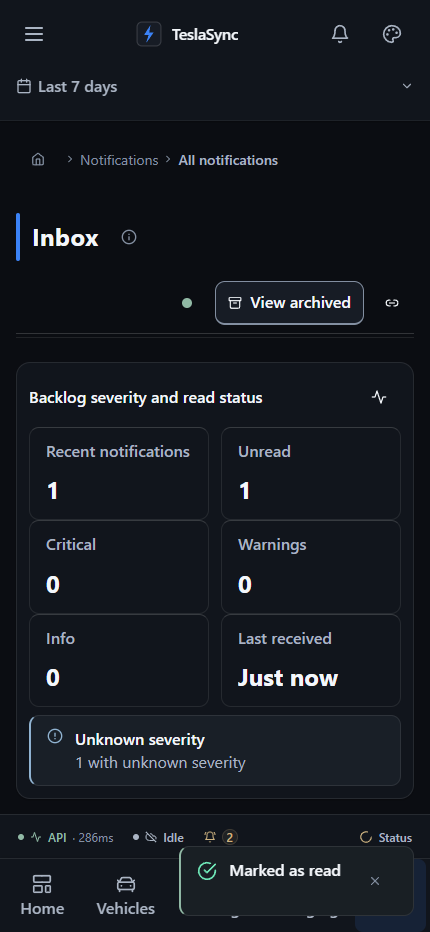 TeslaSync
Last 7 days
Notifications > All notifications
Inbox
View archived
Backlog severity and read status
Recent notifications Unread
1 1
Critical Warnings
0 0
Info Last received
0 Just now
Unknown severity
1 with unknown severity
API · 286ms Idle 2 Status
Marked as read
Home Vehicles